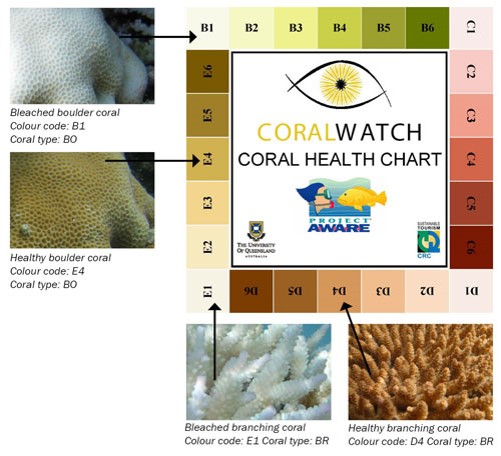 B1 B2 B3 B4 B5 B6 C1
E6 C2
E5 C3
E4 C4
E3 C5
E2 C6
E1 D6 D5 D4 D3 D2 D1
CORALWATCH
CORAL HEALTH CHART
THE UNIVERSITY
OF QUEENSLAND
AUSTRALIA
PROJECT
AWARE
SUSTAINABLE
TOURISM
CRC
Bleached boulder coral
Colour code: B1
Coral type: BO
Healthy boulder coral
Colour code: E4
Coral type: BO
Bleached branching coral
Colour code: E1 Coral type: BR
Healthy branching coral
Colour code: D4 Coral type: BR